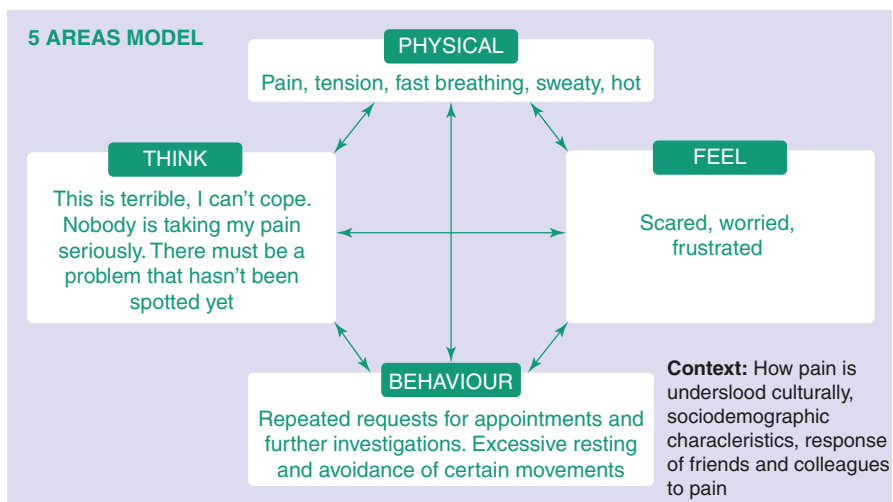 5 AREAS MODEL
PHYSICAL
Pain, tension, fast breathing, sweaty, hot
THINK
This is terrible, I can’t cope.
Nobody is taking my pain
seriously. There must be a
problem that hasn’t been
spotted yet
FEEL
Scared, worried,
frustrated
BEHAVIOUR
Repeated requests for appointments and
further investigations. Excessive resting
and avoidance of certain movements
Context: How pain is
underslood culturally,
sociodemographic
characleristics, response
of friends and colleagues
to pain